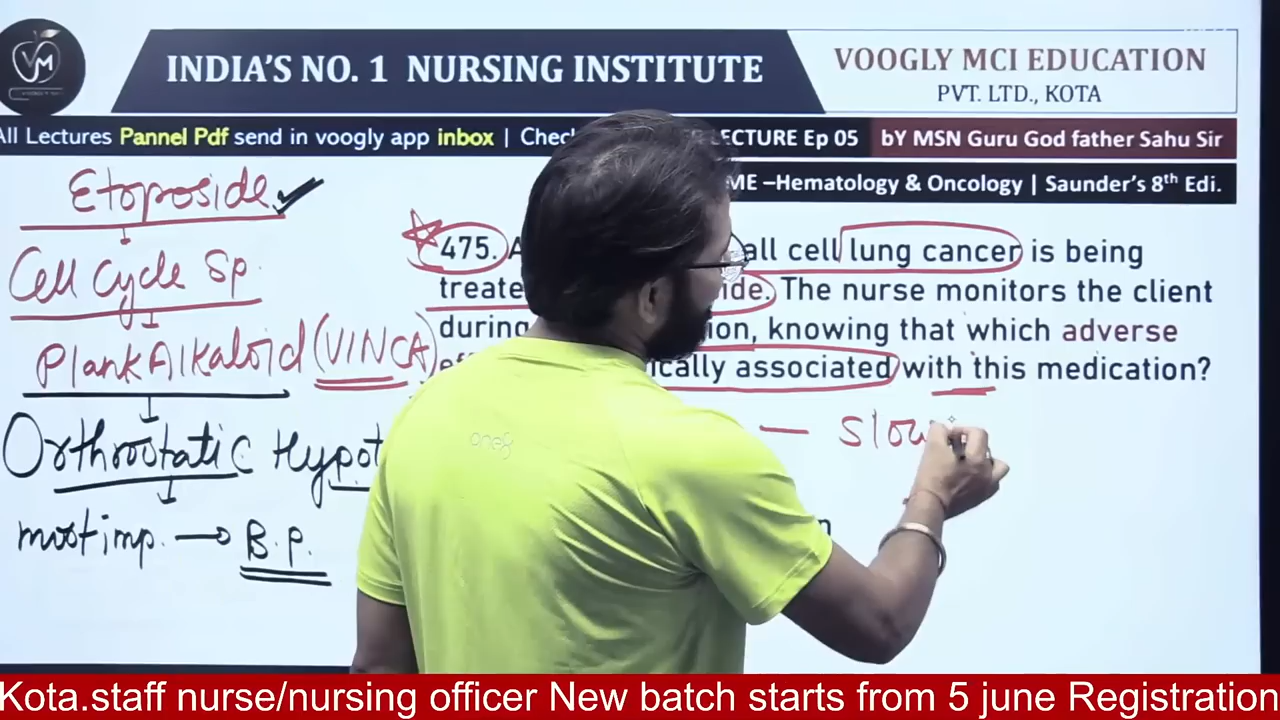 INDIA'S NO. 1 NURSING INSTITUTE
VOOGLY MCI EDUCATION
PVT. LTD., KOTA
VM
All Lectures Pannel Pdf send in voogly app inbox | Chec
LECTURE Ep 05
bY MSN Guru God father Sahu Sir
ME –Hematology & Oncology | Saunder's 8th Edi.
Etoposide
Cell Cycle Sp.
PlankAlkaloid (VINCA)
Orthrostatic Hypot
most imp. → B.P.
475. A all cell lung cancer is being
treate ide. The nurse monitors the client
during ion, knowing that which adverse
ef ically associated with this medication?
— Slow
n
one8
Kota.staff nurse/nursing officer New batch starts from 5 june Registration